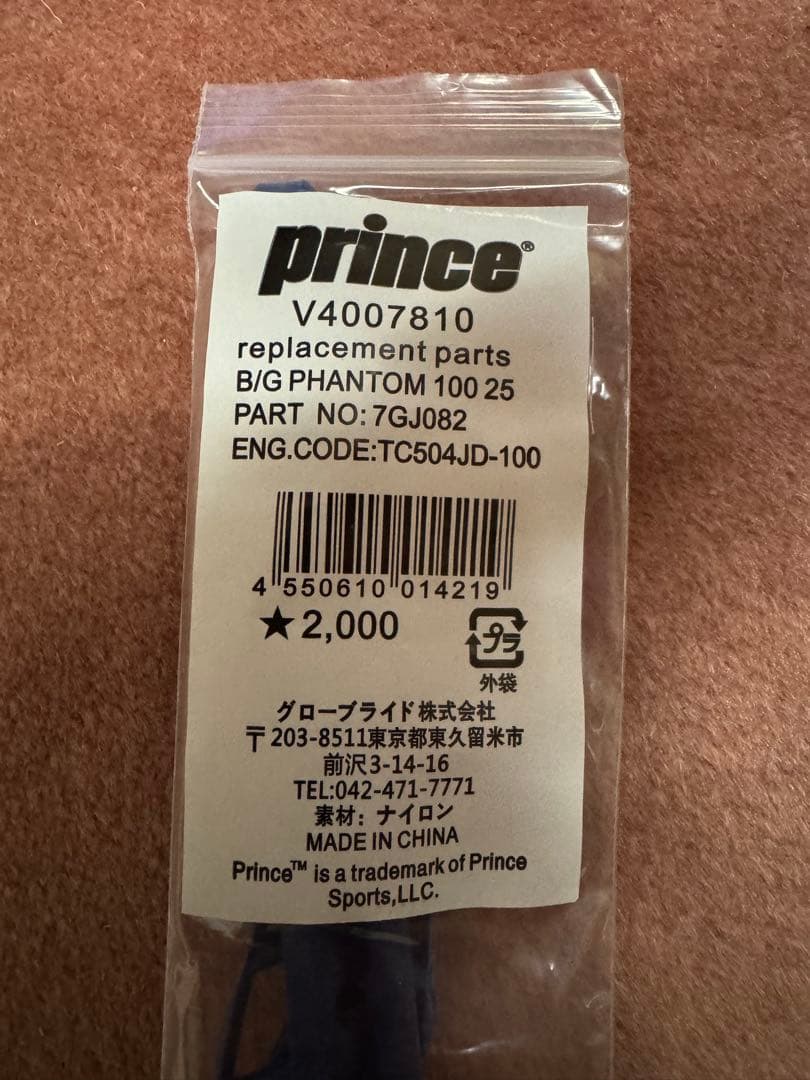 prince®
V4007810
replacement parts
B/G PHANTOM 100 25
PART NO: 7GJ082
ENG.CODE:TC504JD-100
4 550610 014219
★2,000
プラ
外袋
グローブライド株式会社
〒203-8511東京都東久留米市
前沢3-14-16
TEL:042-471-7771
素材：ナイロン
MADE IN CHINA
Prince™ is a trademark of Prince
Sports,LLC.